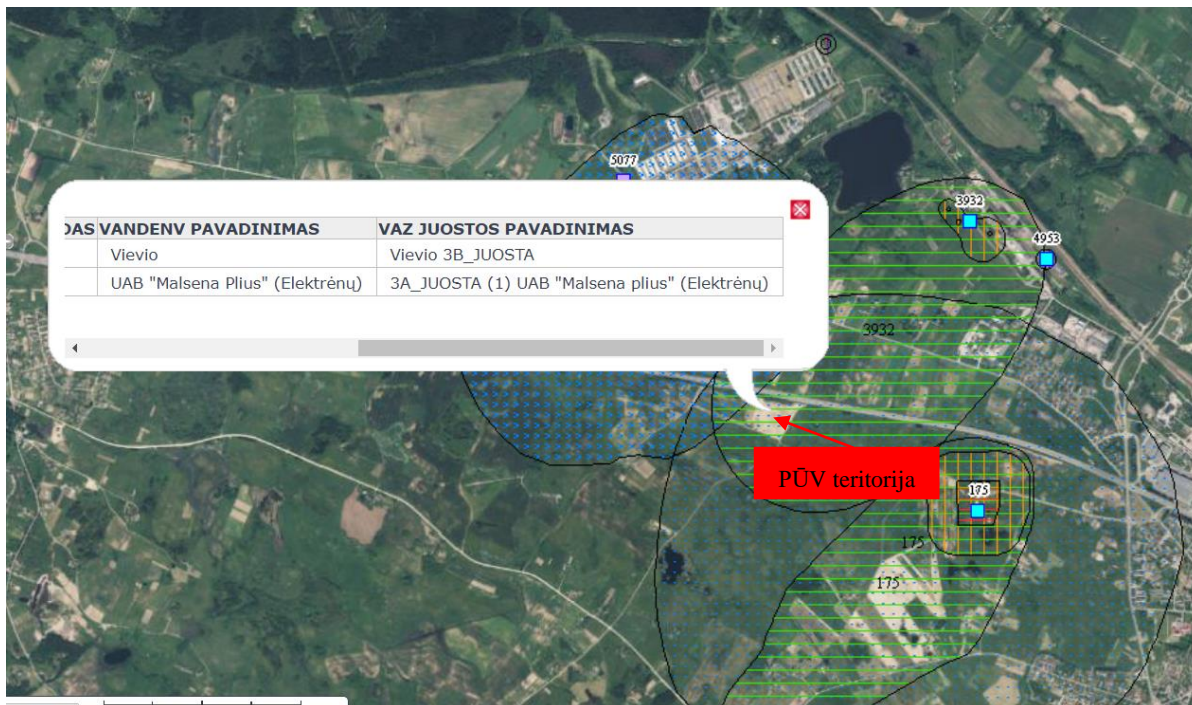 5077
3932
4953
ƆAS VANDENV PAVADINIMAS VAZ JUOSTOS PAVADINIMAS
Vievio Vievio 3B_JUOSTA
UAB "Malsena Plius" (Elektrėnų) 3A_JUOSTA (1) UAB "Malsena plius" (Elektrėnų)
3932
PŪV teritorija
175
175
175